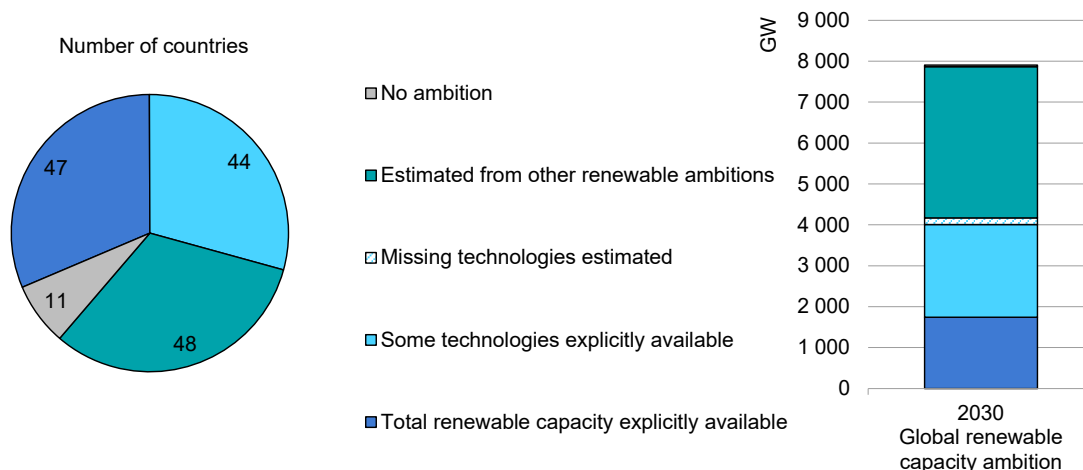 Number of countries
47
44
11
48
No ambition
Estimated from other renewable ambitions
Missing technologies estimated
Some technologies explicitly available
Total renewable capacity explicitly available
GW
9 000
8 000
7 000
6 000
5 000
4 000
3 000
2 000
1 000
0
2030
Global renewable
capacity ambition